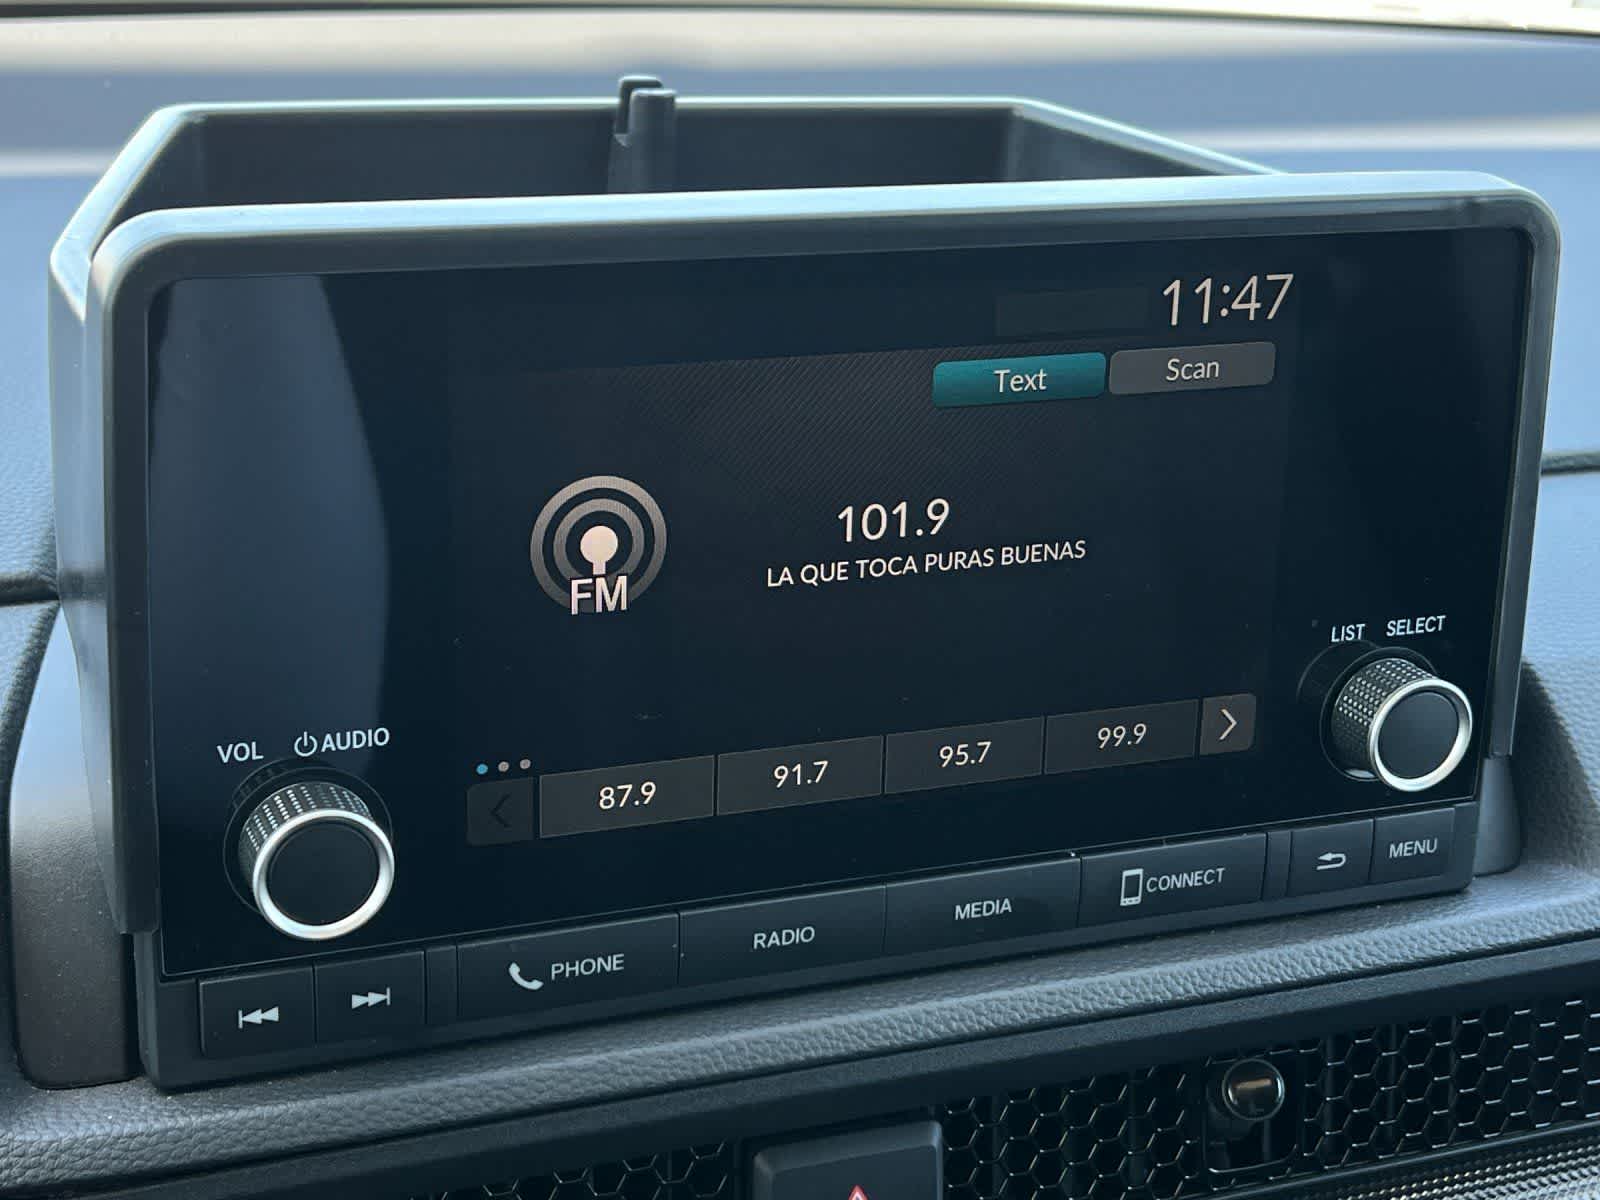 11:47
Text Scan
101.9
LA QUE TOCA PURAS BUENAS
FM
LIST SELECT
VOL AUDIO
87.9 91.7 95.7 99.9
PHONE RADIO MEDIA CONNECT MENU